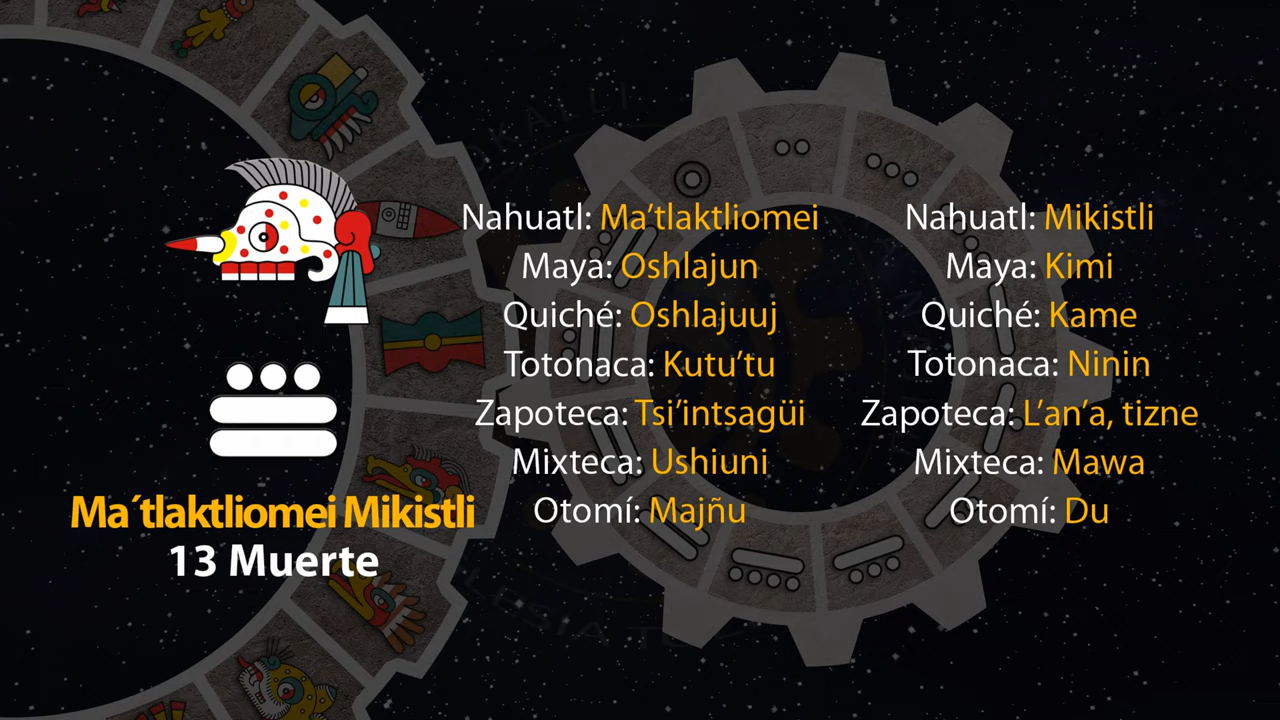 Nahuatl: Ma’tlaktliomei
Maya: Oshlajun
Quiché: Oshlajuuj
Totonaca: Kutu’tu
Zapoteca: Tsi’intsagüi
Mixteca: Ushiuni
Otomí: Majñu
Nahuatl: Mikistli
Maya: Kimi
Quiché: Kame
Totonaca: Ninin
Zapoteca: L’an’a, tizne
Mixteca: Mawa
Otomí: Du
Ma´tlaktliomei Mikistli
13 Muerte